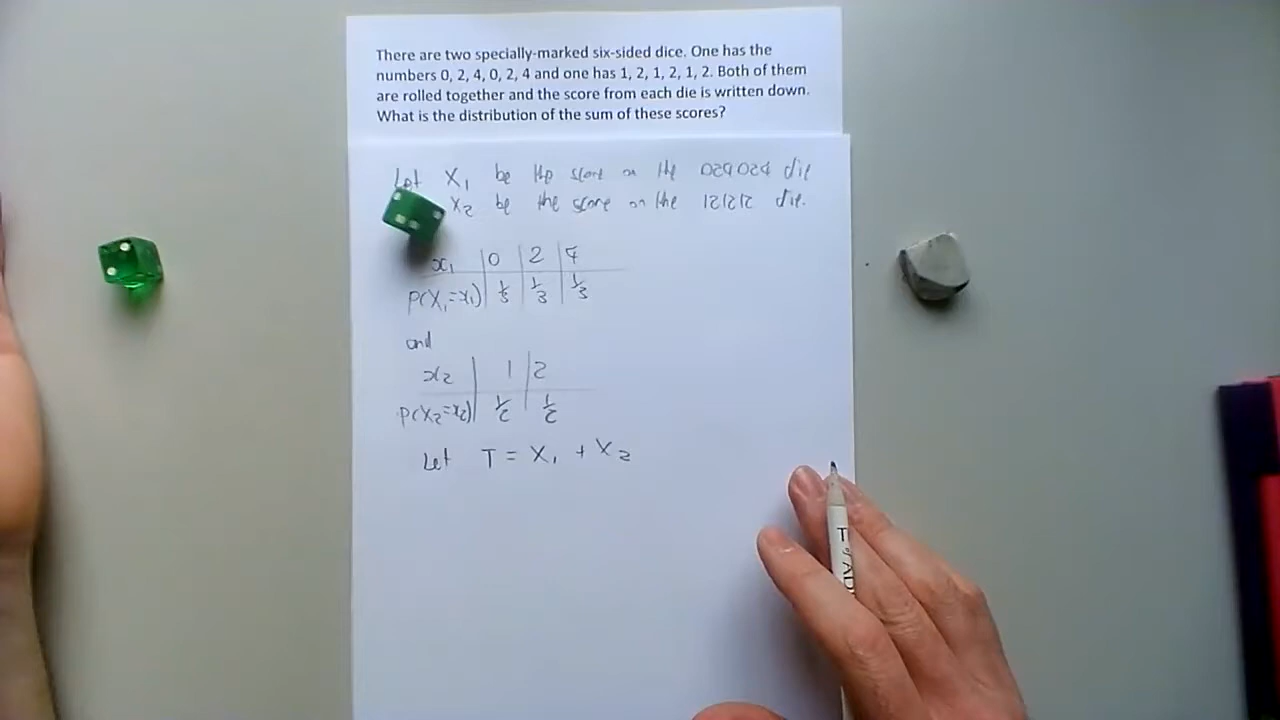 There are two specially-marked six-sided dice. One has the
numbers 0, 2, 4, 0, 2, 4 and one has 1, 2, 1, 2, 1, 2. Both of them
are rolled together and the score from each die is written down.
What is the distribution of the sum of these scores?
Let X₁ be the score on the 024024 die
X₂ be the score on the 121212 die.
x₁ | 0 | 2 | 4
P(X₁=x₁) | 1/3 | 1/3 | 1/3
and
x₂ | 1 | 2
P(X₂=x₂) | 1/2 | 1/2
Let T = X₁ + X₂
T of AD